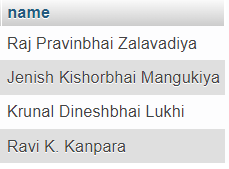 name
Raj Pravinbhai Zalavadiya
Jenish Kishorbhai Mangukiya
Krunal Dineshbhai Lukhi
Ravi K. Kanpara